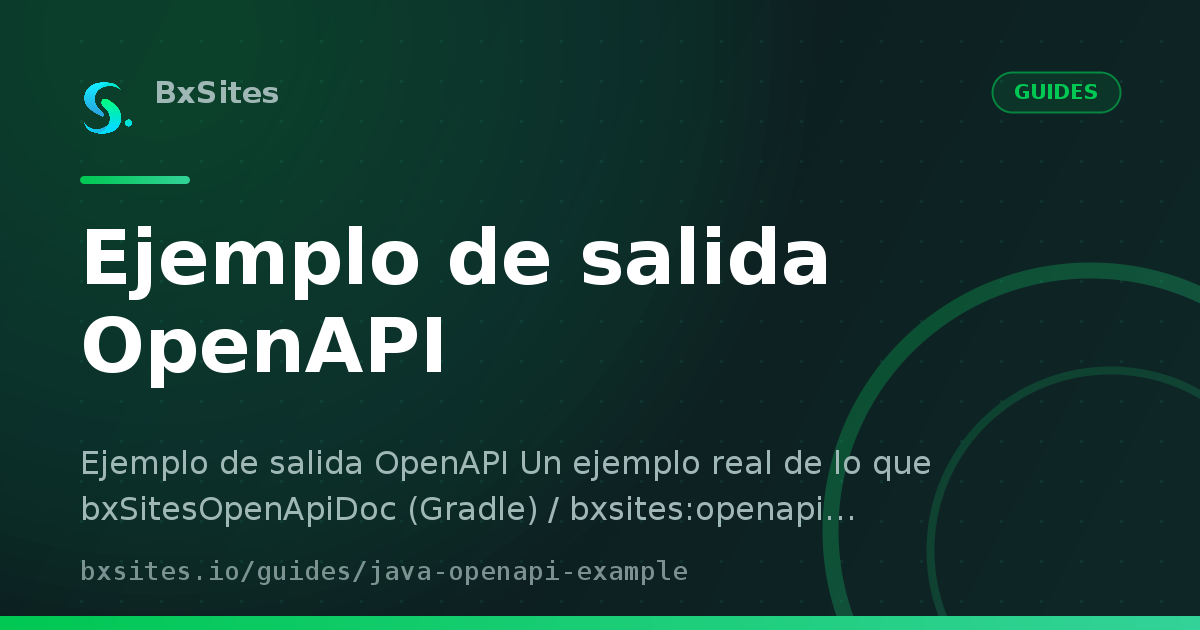 BxSites
GUIDES
Ejemplo de salida
OpenAPI
Ejemplo de salida OpenAPI Un ejemplo real de lo que
bxSitesOpenApiDoc (Gradle) / bxsites:openapi…
bxsites.io/guides/java-openapi-example